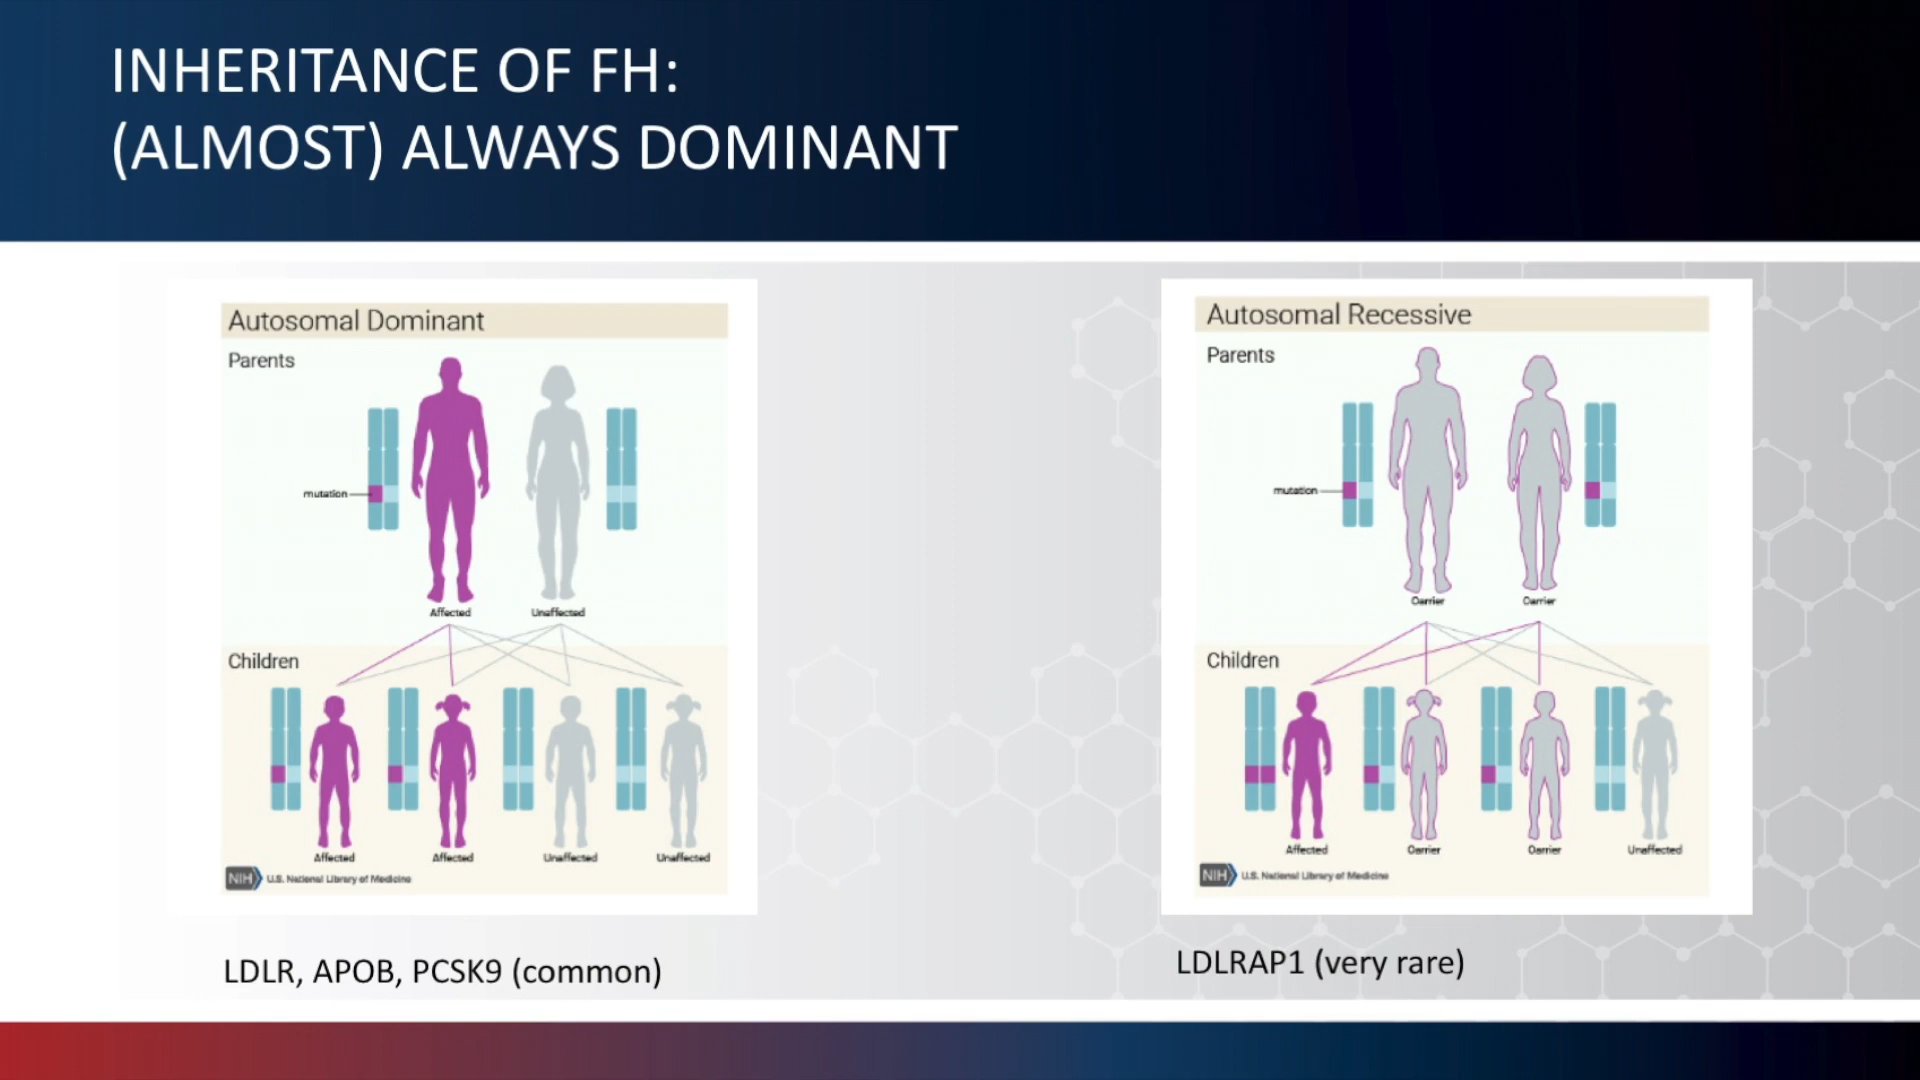 INHERITANCE OF FH:
(ALMOST) ALWAYS DOMINANT
Autosomal Dominant
Parents
mutation
Affected
Unaffected
Children
Affected
Affected
Unaffected
Unaffected
NIH U.S. National Library of Medicine
LDLR, APOB, PCSK9 (common)
Autosomal Recessive
Parents
mutation
Carrier
Carrier
Children
Affected
Carrier
Carrier
Unaffected
NIH U.S. National Library of Medicine
LDLRAP1 (very rare)